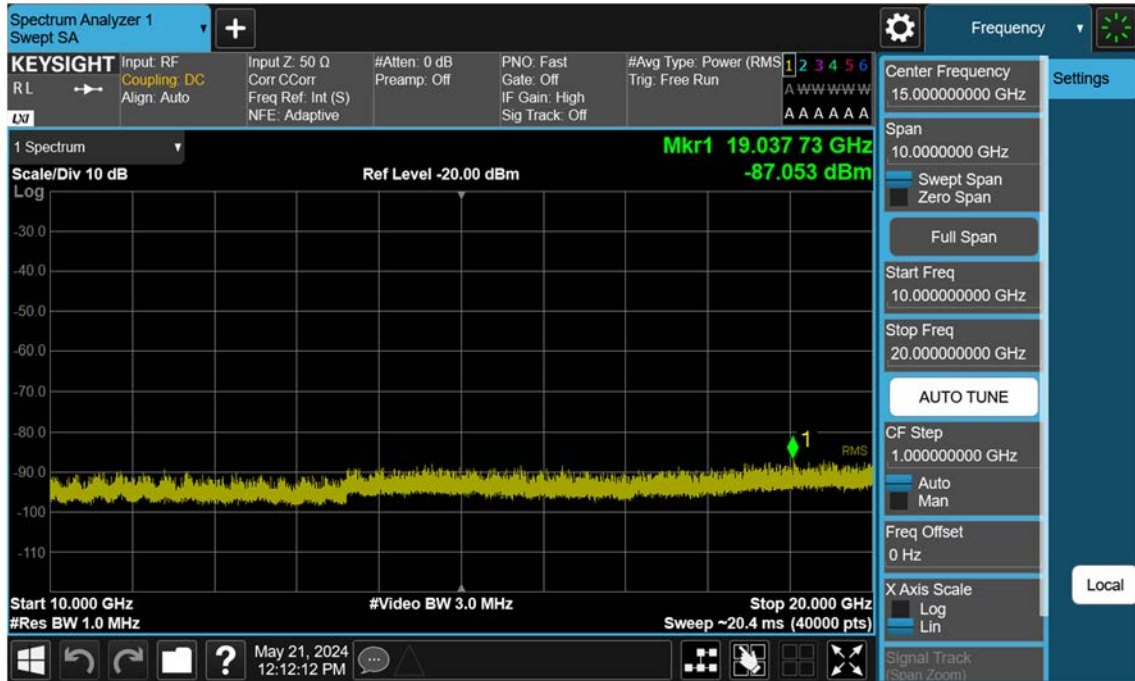 Spectrum Analyzer 1
Swept SA
+
Frequency
KEYSIGHT
R L
LXI
Input: RF
Coupling: DC
Align: Auto
Input Z: 50 Ω
Corr CCorr
Freq Ref: Int (S)
NFE: Adaptive
#Atten: 0 dB
Preamp: Off
PNO: Fast
Gate: Off
IF Gain: High
Sig Track: Off
#Avg Type: Power (RMS
Trig: Free Run
1 2 3 4 5 6
A W W W W W
A A A A A A
1 Spectrum
Scale/Div 10 dB
Log
Ref Level -20.00 dBm
Mkr1 19.037 73 GHz
-87.053 dBm
-30.0
-40.0
-50.0
-60.0
-70.0
-80.0
-90.0
-100
-110
1
RMS
Start 10.000 GHz
#Res BW 1.0 MHz
#Video BW 3.0 MHz
Stop 20.000 GHz
Sweep ~20.4 ms (40000 pts)
Center Frequency
15.000000000 GHz
Span
10.0000000 GHz
Swept Span
Zero Span
Full Span
Start Freq
10.000000000 GHz
Stop Freq
20.000000000 GHz
AUTO TUNE
CF Step
1.000000000 GHz
Auto
Man
Freq Offset
0 Hz
X Axis Scale
Log
Lin
Signal Track
(Span Zoom)
Settings
Local
?
May 21, 2024
12:12:12 PM